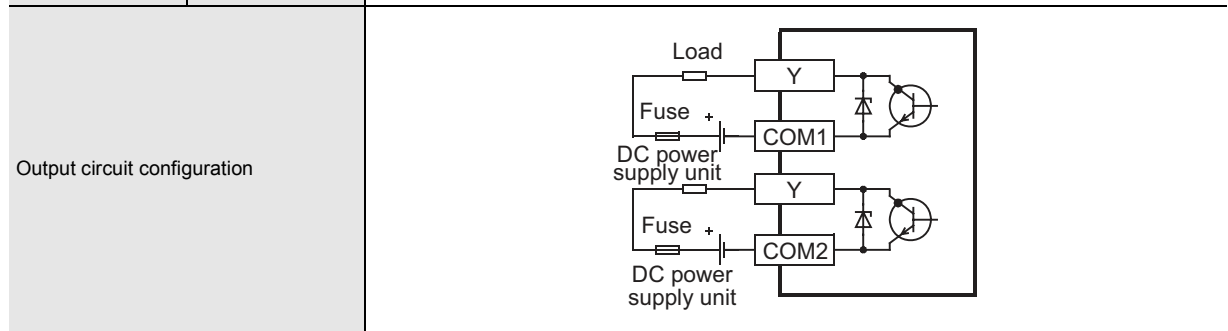 Output circuit configuration
Load
Y
Fuse +
COM1
DC power
supply unit
Y
Fuse +
COM2
DC power
supply unit